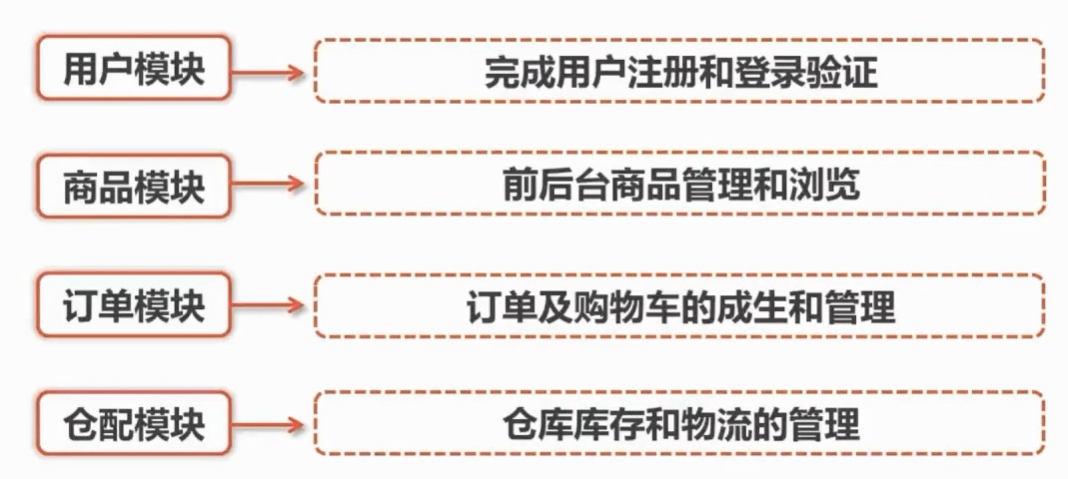 用户模块
完成用户注册和登录验证
商品模块
前后台商品管理和浏览
订单模块
订单及购物车的成生和管理
仓配模块
仓库库存和物流的管理